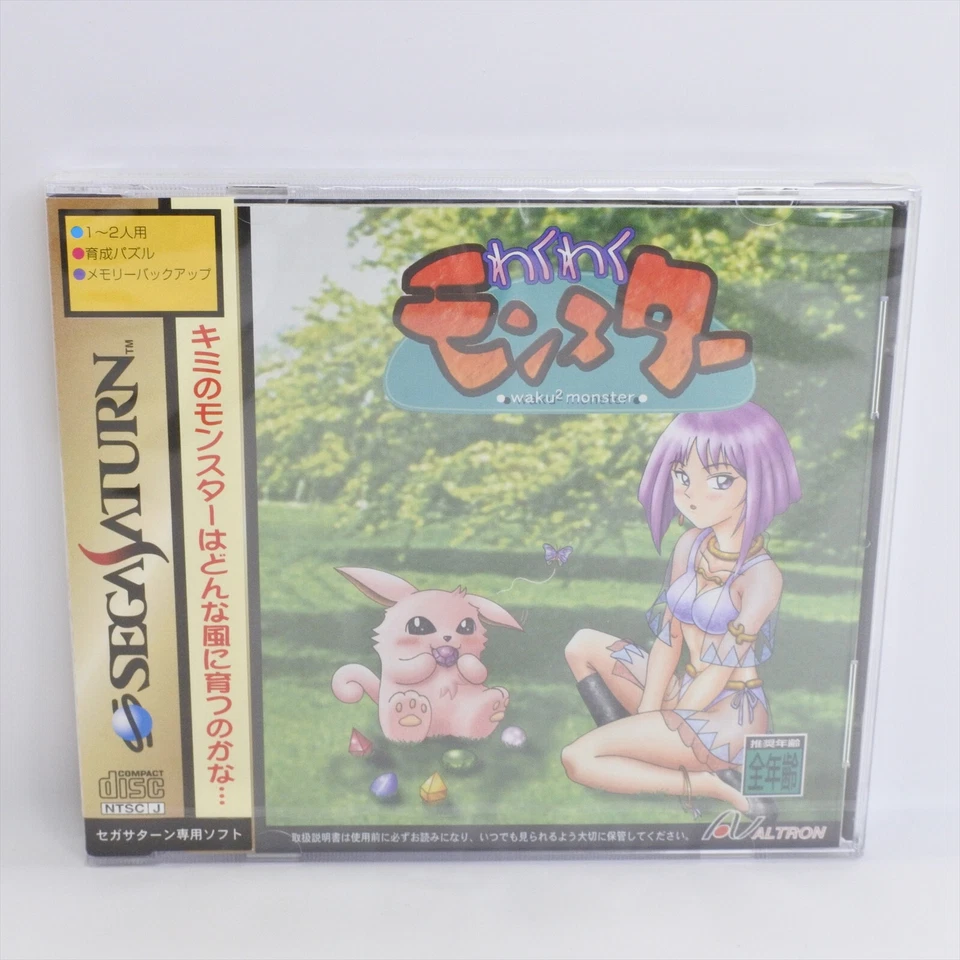 1〜2人用
育成パズル
メモリーバックアップ
キミのモンスターはどんな風に育つのかな…
SEGA SATURN™
COMPACT
disc
NTSC J
セガサターン専用ソフト
わくわく
モンスター
•waku² monster•
推奨年齢
全年齢
取扱説明書は使用前に必ずお読みになり、いつでも見られるよう大切に保管してください。
ALTRON